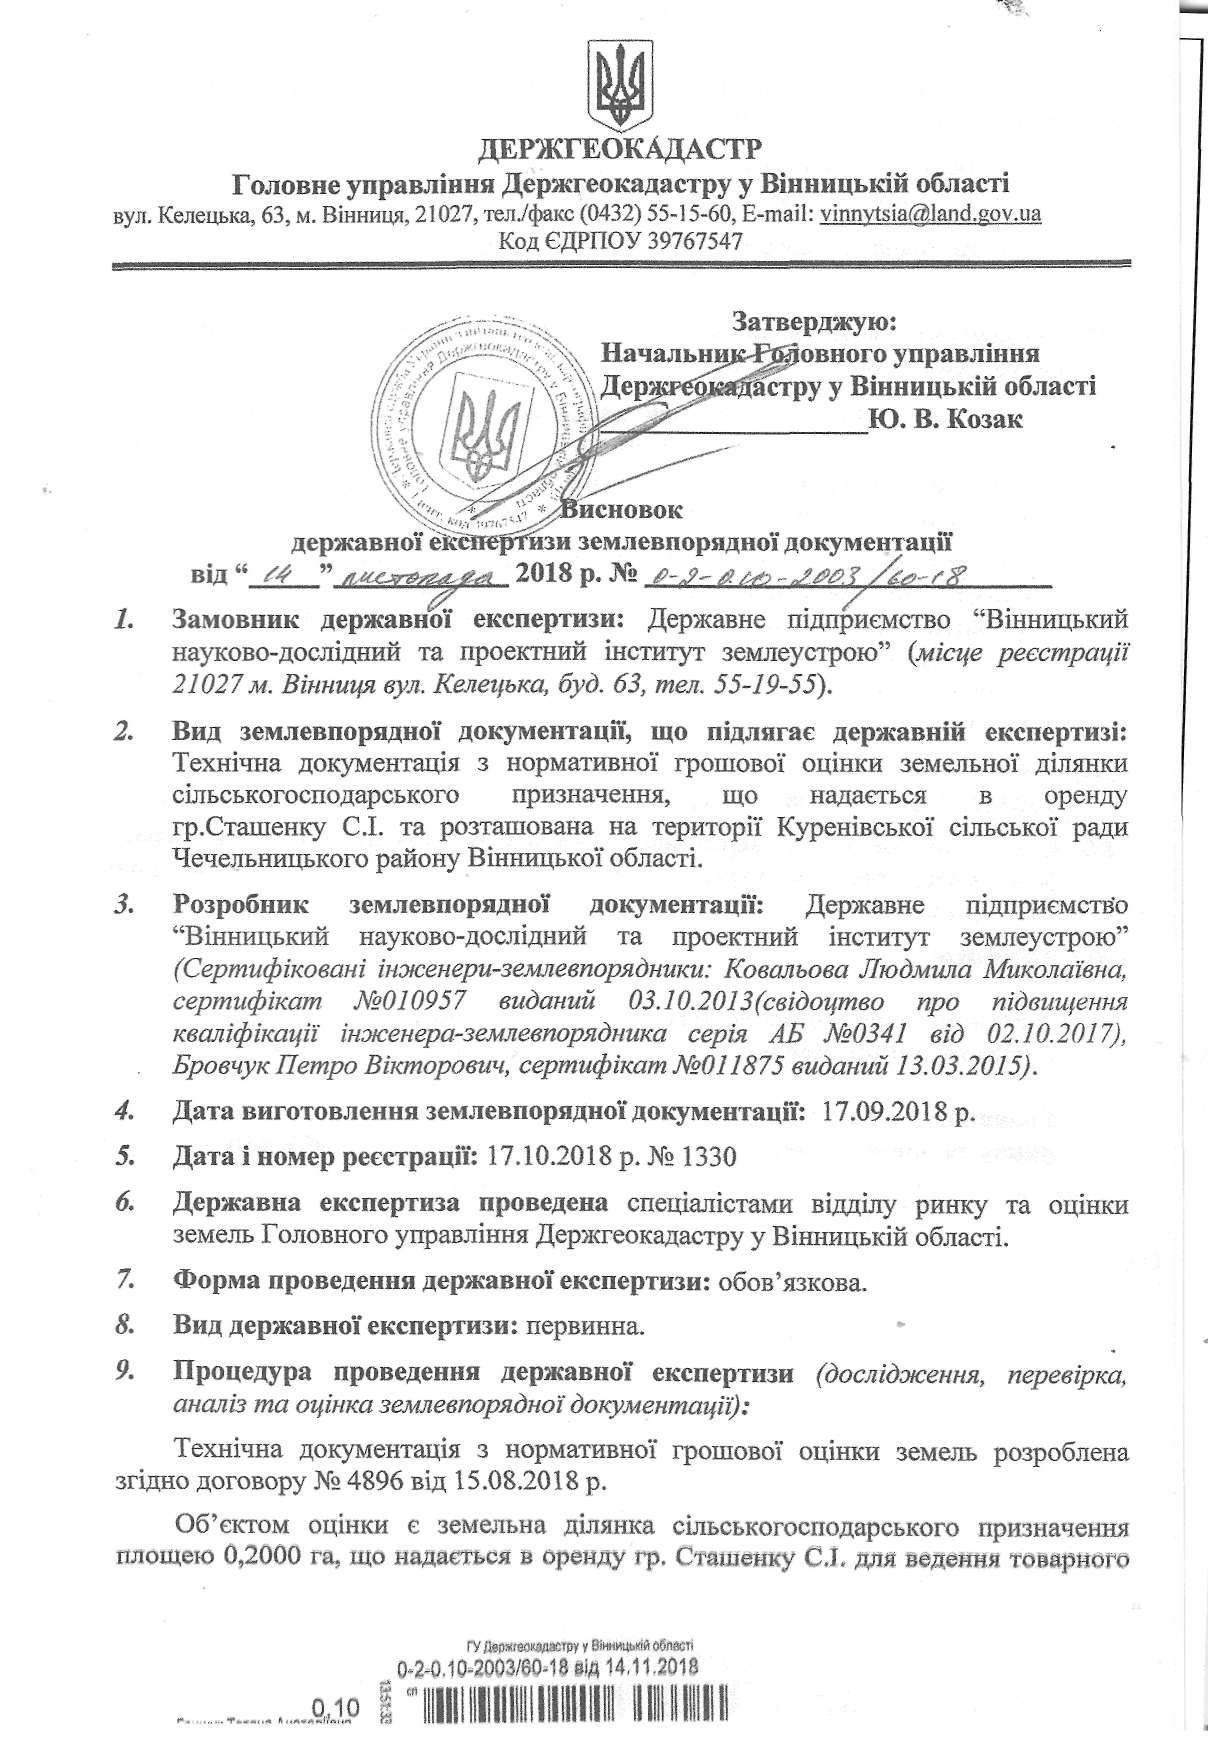 ДЕРЖГЕОКАДАСТР
Головне управління Держгеокадастру у Вінницькій області
вул. Келецька, 63, м. Вінниця, 21027, тел./факс (0432) 55-15-60, E-mail: vinnytsia@land.gov.ua
Код ЄДРПОУ 39767547
Затверджую:
Начальник Головного управління
Держгеокадастру у Вінницькій області
Ю. В. Козак
Висновок
державної експертизи землевпорядної документації
від “ 14 ” листопада 2018 р. № 0-2-0.10-2003/60-18
1. Замовник державної експертизи: Державне підприємство “Вінницький
науково-дослідний та проектний інститут землеустрою” (місце реєстрації
21027 м. Вінниця вул. Келецька, буд. 63, тел. 55-19-55).
2. Вид землевпорядної документації, що підлягає державній експертизі:
Технічна документація з нормативної грошової оцінки земельної ділянки
сільськогосподарського призначення, що надається в оренду
гр.Сташенку С.І. та розташована на території Куренівської сільської ради
Чечельницького району Вінницької області.
3. Розробник землевпорядної документації: Державне підприємство
“Вінницький науково-дослідний та проектний інститут землеустрою”
(Сертифіковані інженери-землевпорядники: Ковальова Людмила Миколаївна,
сертифікат №010957 виданий 03.10.2013(свідоцтво про підвищення
кваліфікації інженера-землевпорядника серія АБ №0341 від 02.10.2017),
Бровчук Петро Вікторович, сертифікат №011875 виданий 13.03.2015).
4. Дата виготовлення землевпорядної документації: 17.09.2018 р.
5. Дата і номер реєстрації: 17.10.2018 р. № 1330
6. Державна експертиза проведена спеціалістами відділу ринку та оцінки
земель Головного управління Держгеокадастру у Вінницькій області.
7. Форма проведення державної експертизи: обов’язкова.
8. Вид державної експертизи: первинна.
9. Процедура проведення державної експертизи (дослідження, перевірка,
аналіз та оцінка землевпорядної документації):
Технічна документація з нормативної грошової оцінки земель розроблена
згідно договору № 4896 від 15.08.2018 р.
Об’єктом оцінки є земельна ділянка сільськогосподарського призначення
площею 0,2000 га, що надається в оренду гр. Сташенку С.І. для ведення товарного
ГУ Держгеокадастру у Вінницькій області
0-2-0.10-2003/60-18 від 14.11.2018
0,10